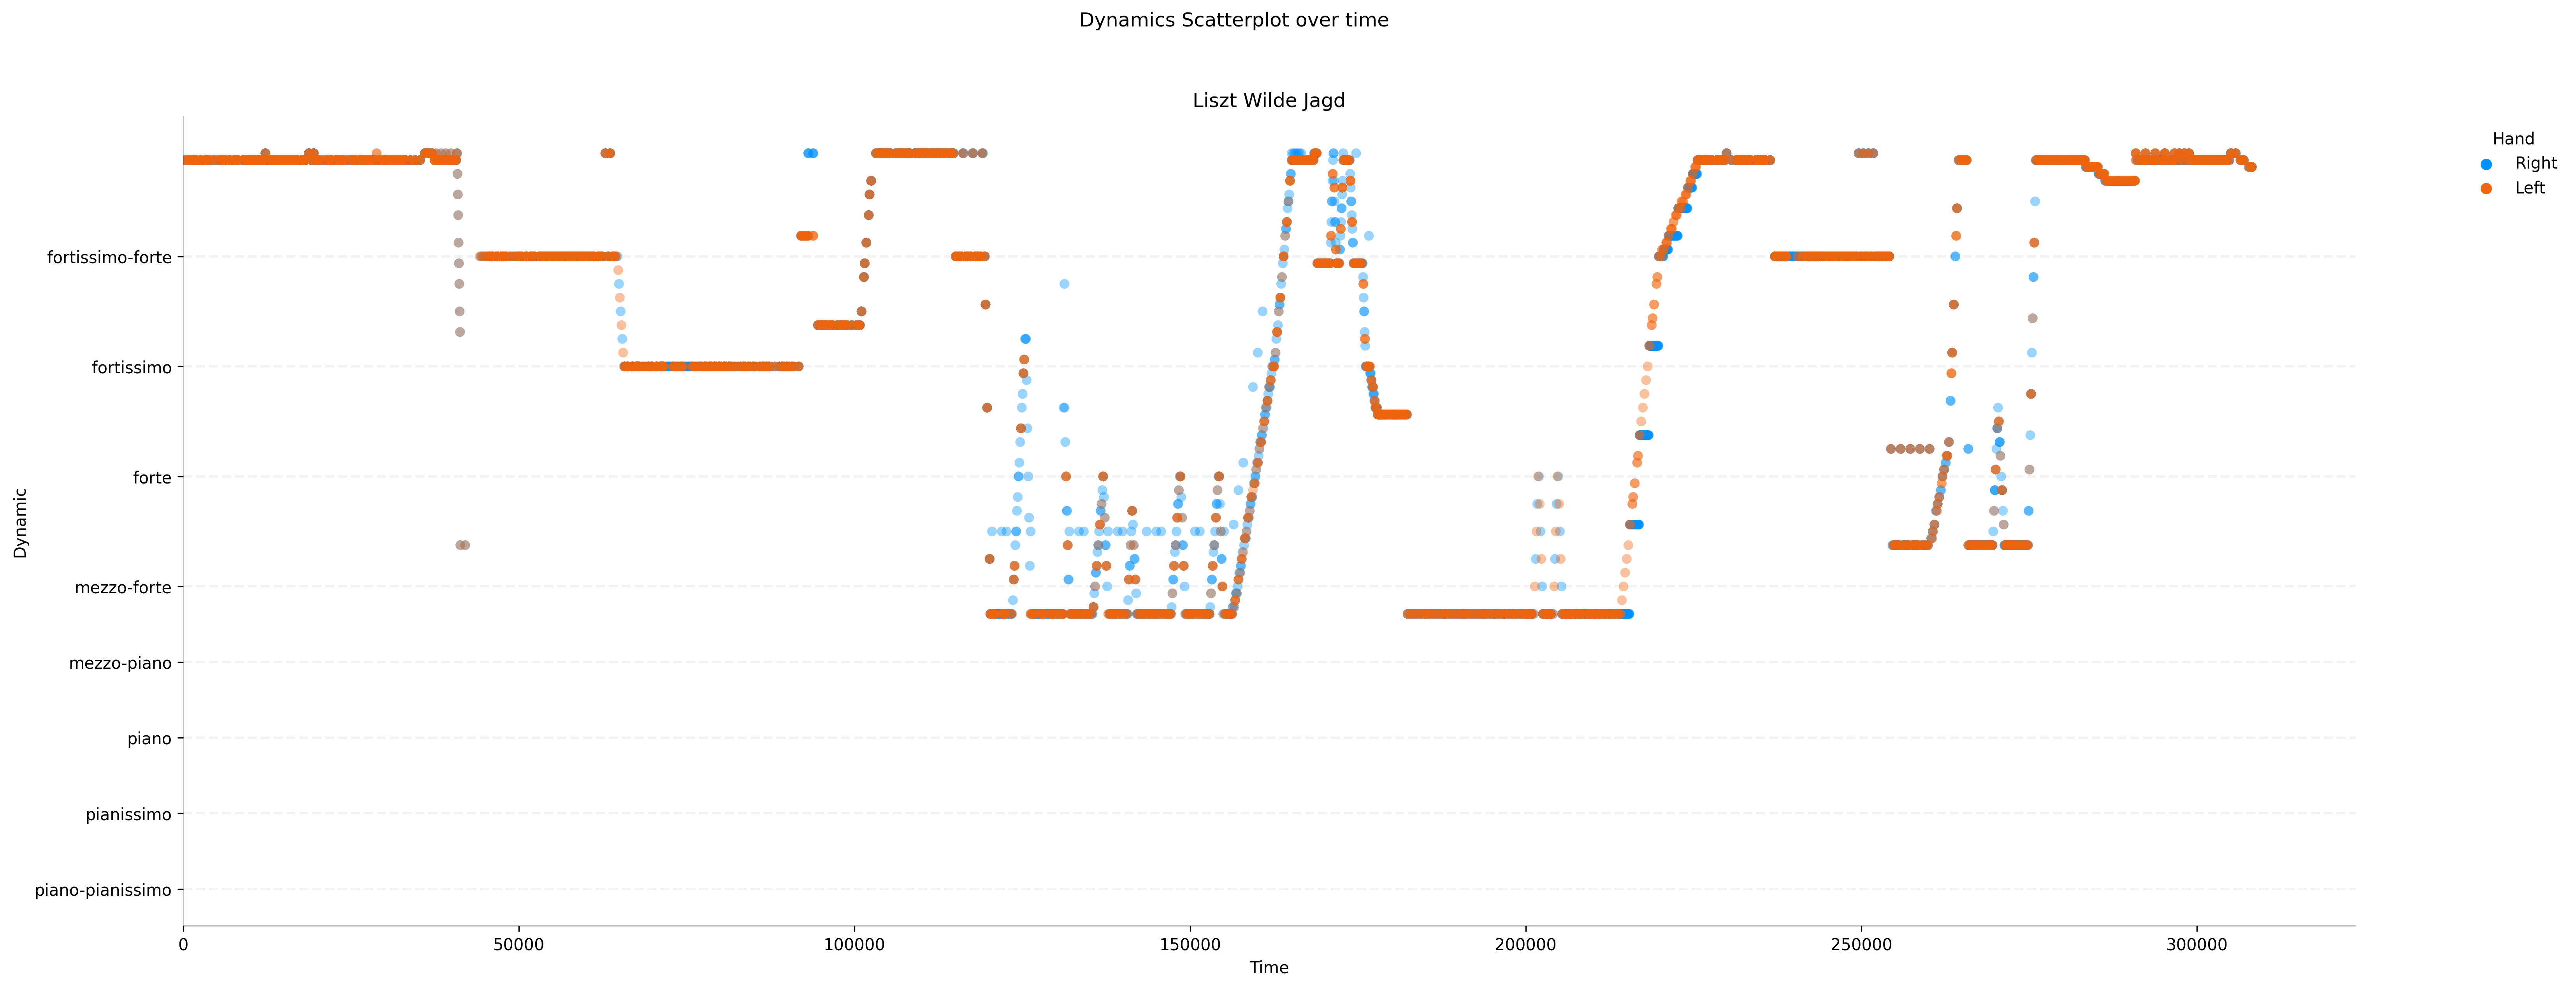 Dynamics Scatterplot over time
Liszt Wilde Jagd
Hand
Right
Left
Dynamic
fortissimo-forte
fortissimo
forte
mezzo-forte
mezzo-piano
piano
pianissimo
piano-pianissimo
0 50000 100000 150000 200000 250000 300000
Time